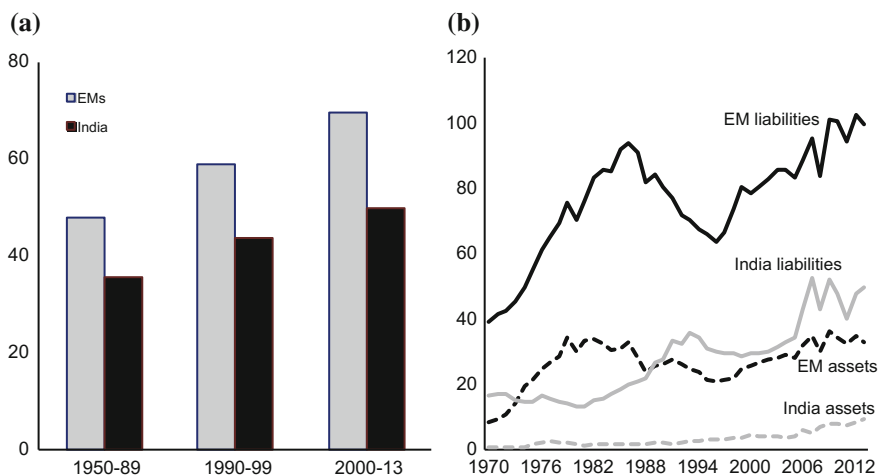 (a)
80
60
40
20
0
EMs
India
1950-89
1990-99
2000-13
(b)
120
100
80
60
40
20
0
EM liabilities
India liabilities
EM assets
India assets
1970
1976
1982
1988
1994
2000
2006
2012